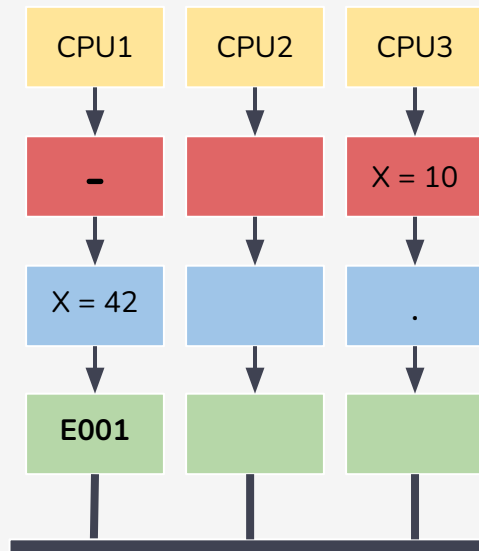 CPU1 CPU2 CPU3
- X = 10
X = 42 .
E001